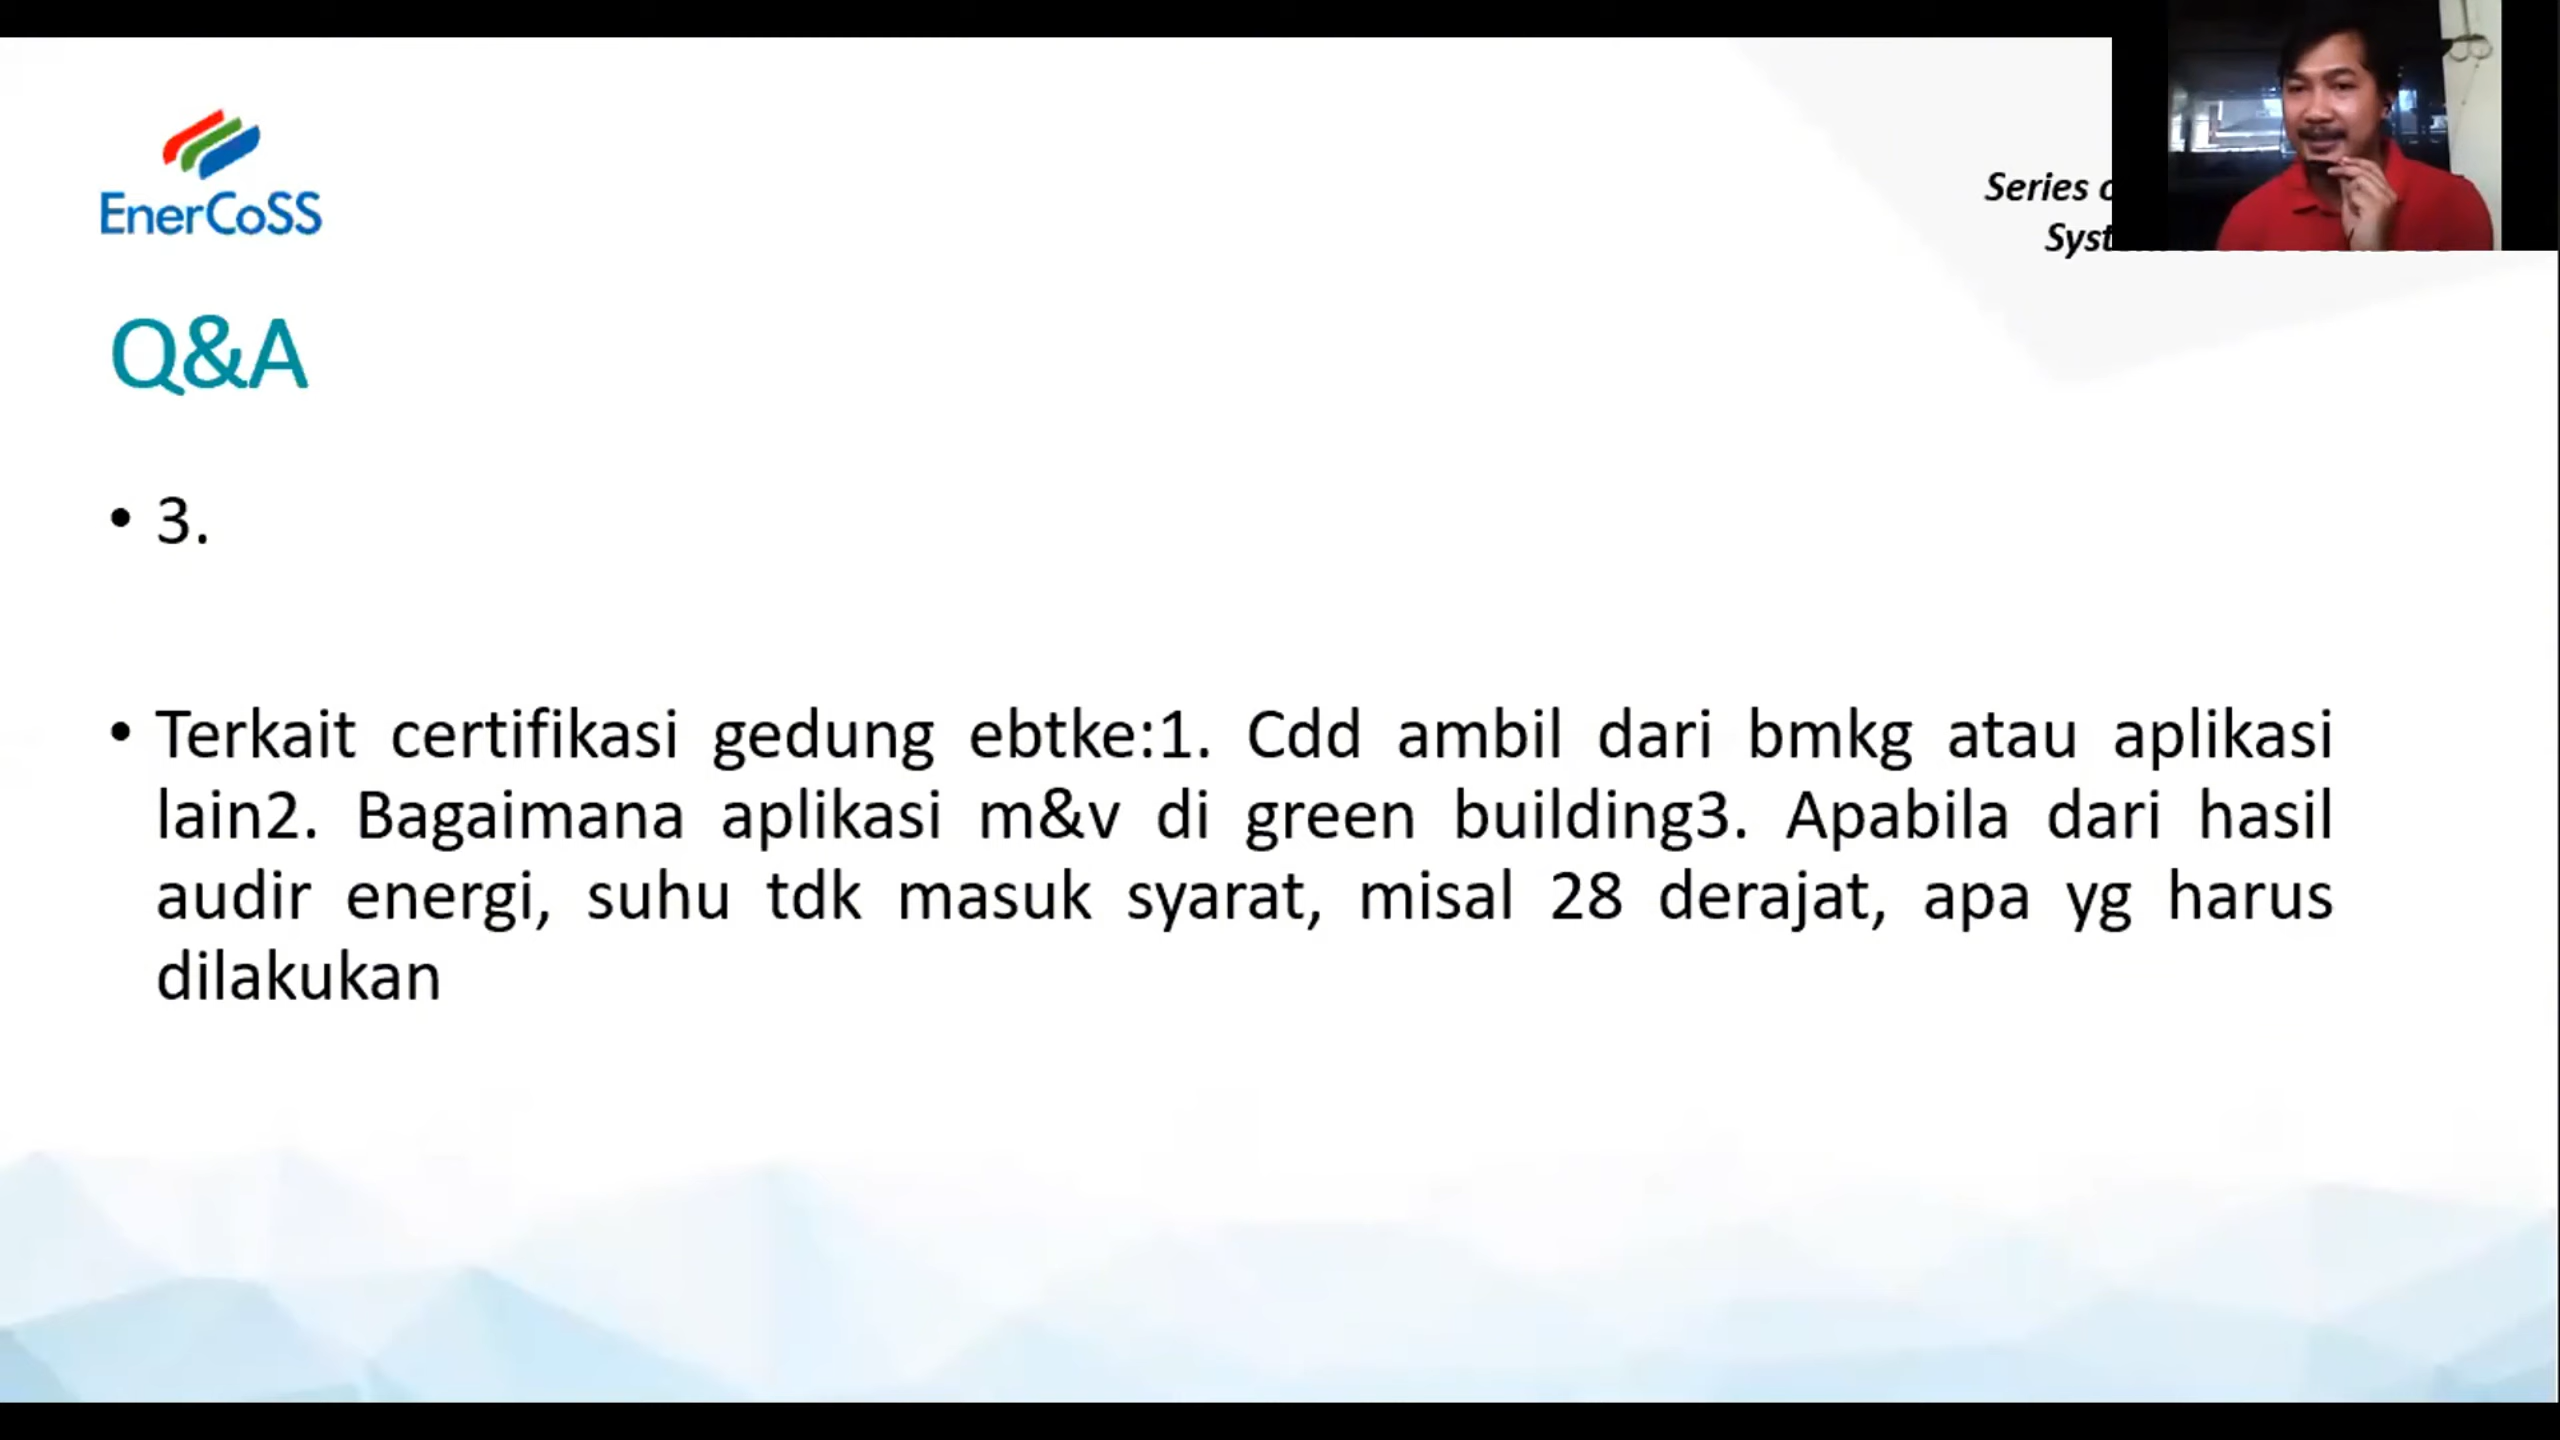 EnerCoSS
Series
Q&A
• 3.
• Terkait certifikasi gedung ebtke:1. Cdd ambil dari bmkg atau aplikasi
lain2. Bagaimana aplikasi m&v di green building3. Apabila dari hasil
audir energi, suhu tdk masuk syarat, misal 28 derajat, apa yg harus
dilakukan